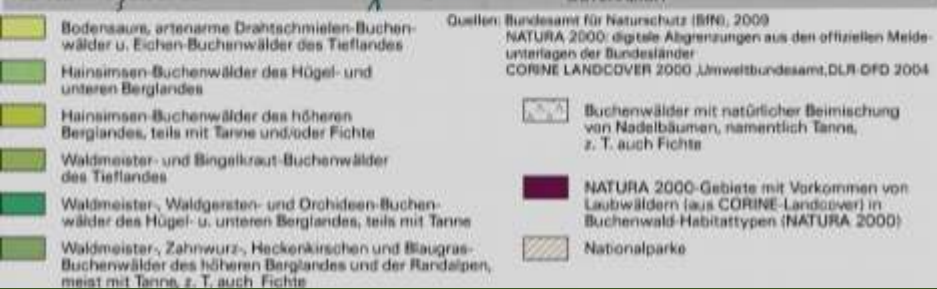 Bodensaure, artenarme Drahtschmielen-Buchen-
wälder u. Eichen-Buchenwälder des Tieflandes
Hainsimsen-Buchenwälder des Hügel- und
unteren Berglandes
Hainsimsen-Buchenwälder des höheren
Berglandes, teils mit Tanne und/oder Fichte
Waldmeister- und Bingelkraut-Buchenwälder
des Tieflandes
Waldmeister-, Waldgersten- und Orchideen-Buchen-
wälder des Hügel- u. unteren Berglandes, teils mit Tanne
Waldmeister-, Zahnwurz-, Heckenkirschen und Blaugras-
Buchenwälder des höheren Berglandes und der Randalpen,
meist mit Tanne, z. T. auch Fichte
Quellen: Bundesamt für Naturschutz (BfN), 2009
NATURA 2000: digitale Abgrenzungen aus den offiziellen Melde-
unterlagen der Bundesländer
CORINE LANDCOVER 2000 ,Umweltbundesamt,DLR-DFD 2004
Buchenwälder mit natürlicher Beimischung
von Nadelbäumen, namentlich Tanne,
z. T. auch Fichte
NATURA 2000-Gebiete mit Vorkommen von
Laubwäldern (aus CORINE-Landcover) in
Buchenwald-Habitattypen (NATURA 2000)
Nationalparke